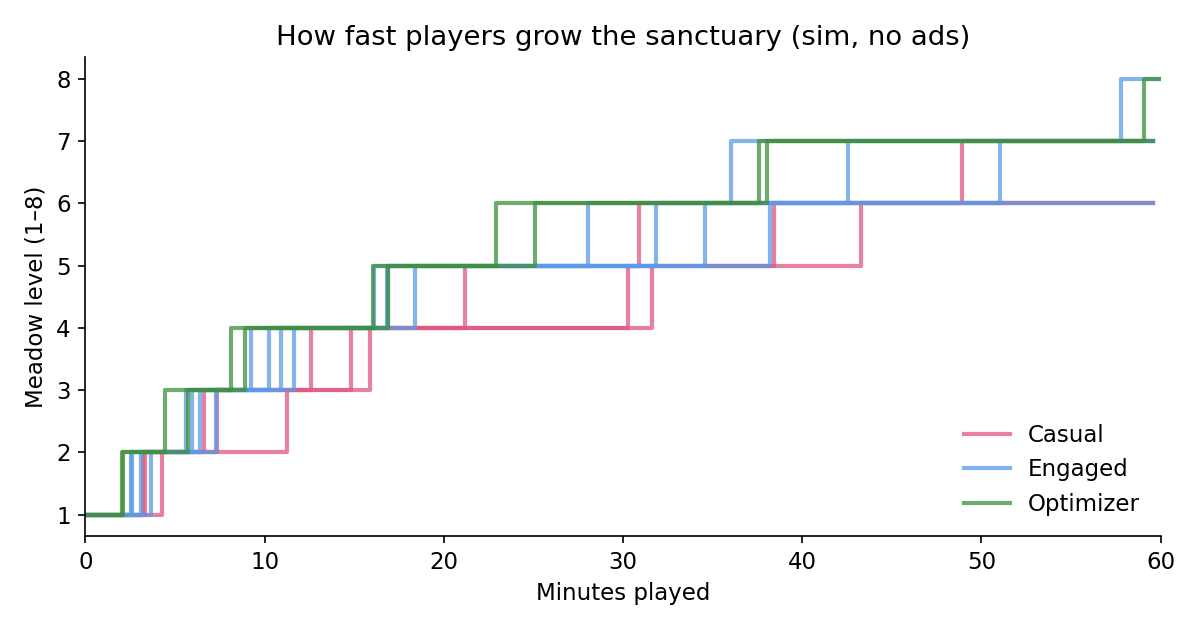 How fast players grow the sanctuary (sim, no ads)
Meadow level (1–8)
8
7
6
5
4
3
2
1
Casual
Engaged
Optimizer
0 10 20 30 40 50 60
Minutes played